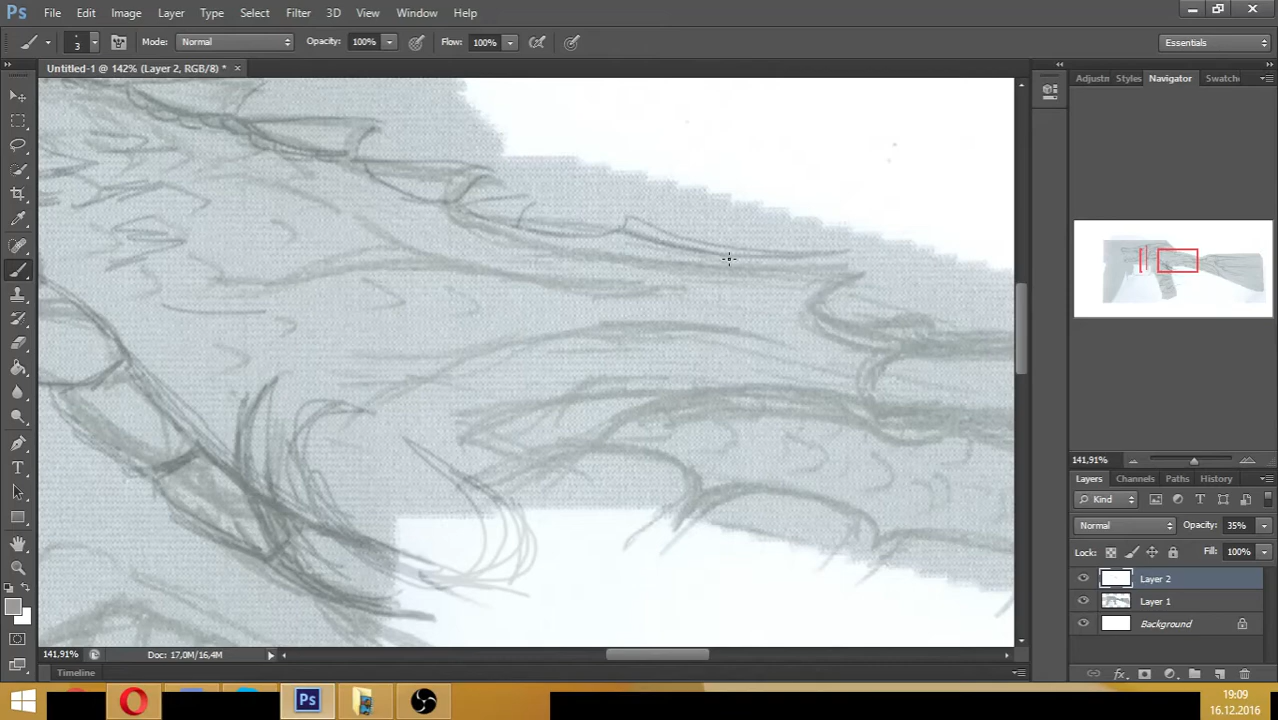 Ps File Edit Image Layer Type Select Filter 3D View Window Help
3 Mode: Normal Opacity: 100% Flow: 100% Essentials
Untitled-1 @ 142% (Layer 2, RGB/8) * ×
Adjustn Styles Navigator Swatch
141,91%
Layers Channels Paths History
Kind
Normal Opacity: 35%
Lock: Fill: 100%
Layer 2
Layer 1
Background
141,91% Doc: 17,0M/16,4M
Timeline
Ps
19:09
16.12.2016